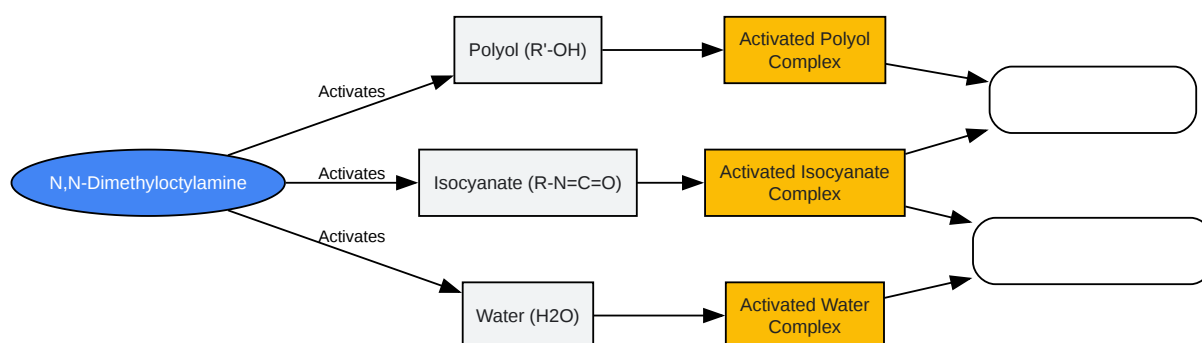 Polyol (R'-OH)
Activated Polyol
Complex
Activates
N,N-Dimethyloctylamine
Activates
Isocyanate (R-N=C=O)
Activated Isocyanate
Complex
Activates
Water (H2O)
Activated Water
Complex